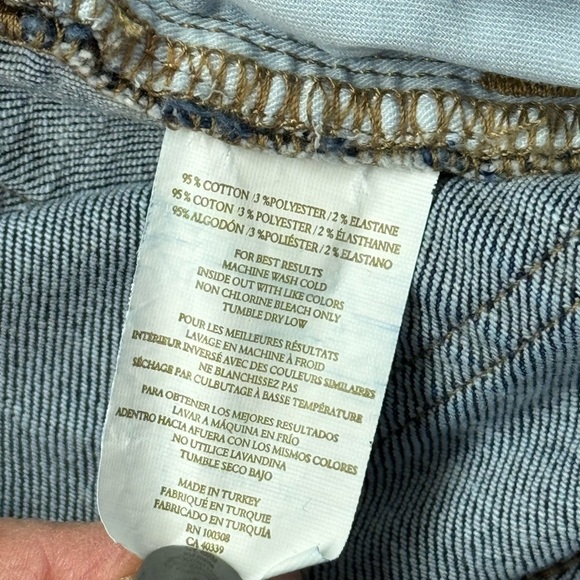 95% COTTON /3 %POLYESTER / 2 % ELASTANE
95 % COTON /3 % POLYESTER / 2 % ÉLASTHANNE
95% ALGODÓN / 3 %POLIÉSTER / 2 % ELASTANO
FOR BEST RESULTS
MACHINE WASH COLD
INSIDE OUT WITH LIKE COLORS
NON CHLORINE BLEACH ONLY
TUMBLE DRY LOW
POUR LES MEILLEURES RÉSULTATS
LAVAGE EN MACHINE À FROID
INTÉRIEUR INVERSÉ AVEC DES COULEURS SIMILAIRES
NE BLANCHISSEZ PAS
SÉCHAGE PAR CULBUTAGE À BASSE TEMPÉRATURE
PARA OBTENER LOS MEJORES RESULTADOS
LAVAR A MÁQUINA EN FRÍO
ADENTRO HACIA AFUERA CON LOS MISMOS COLORES
NO UTILICE LAVANDINA
TUMBLE SECO BAJO
MADE IN TURKEY
FABRIQUÉ EN TURQUIE
FABRICADO EN TURQUÍA
RN 100308
CA 40339